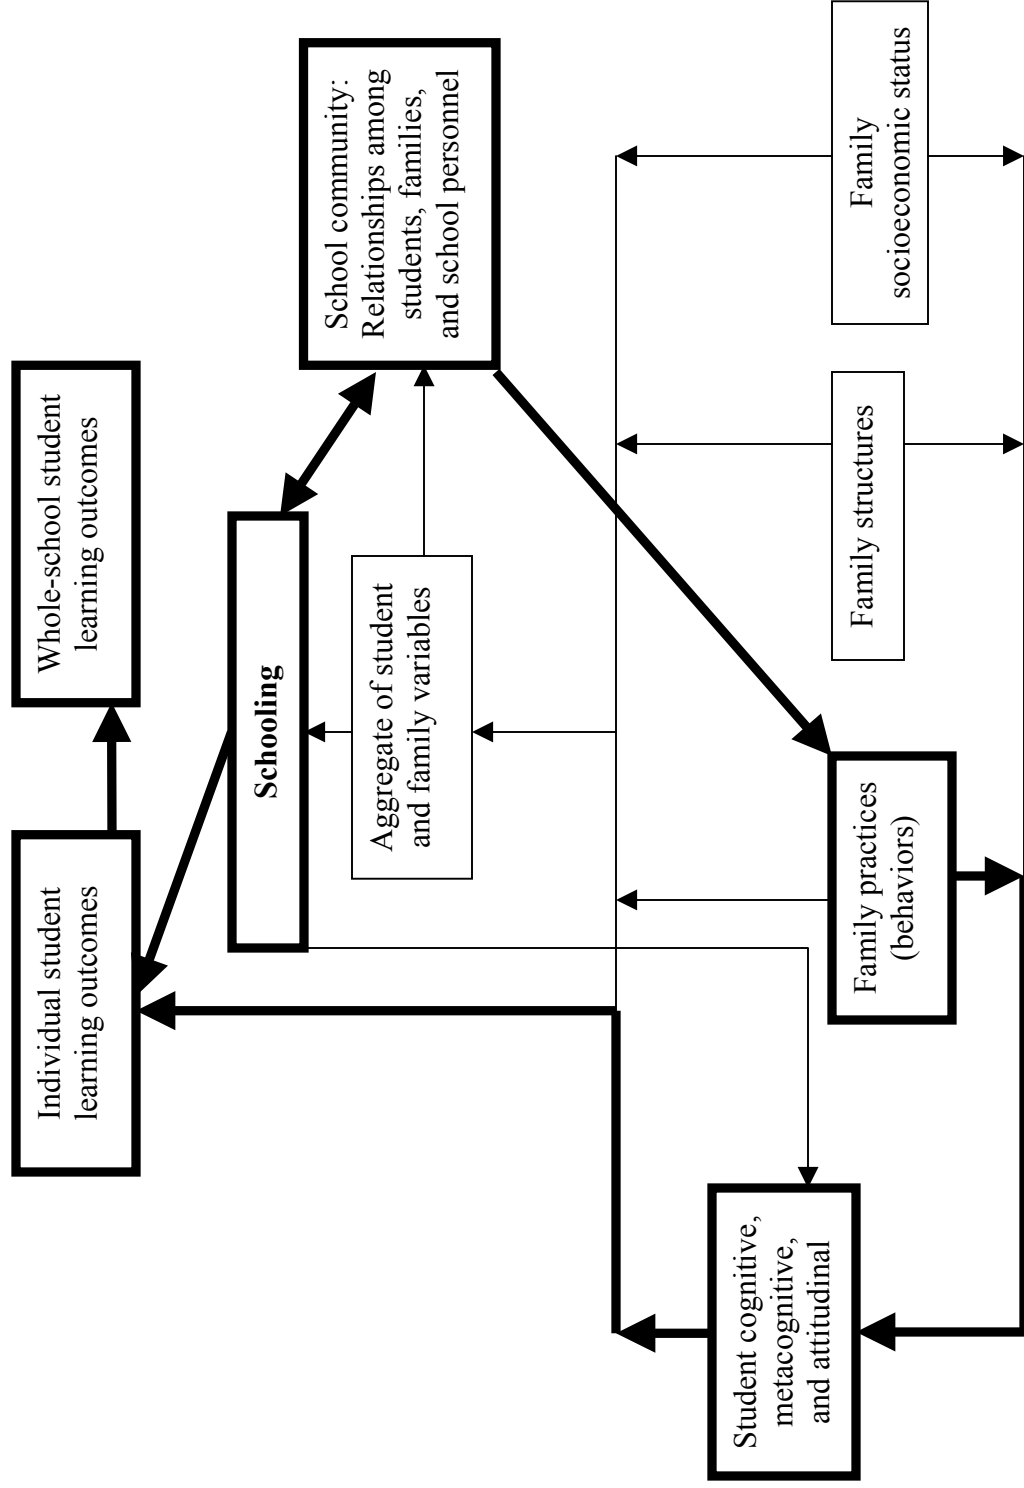 Individual student
learning outcomes
Whole-school student
learning outcomes
Schooling
School community:
Relationships among
students, families,
and school personnel
Aggregate of student
and family variables
Student cognitive,
metacognitive,
and attitudinal
Family practices
(behaviors)
Family structures
Family
socioeconomic status